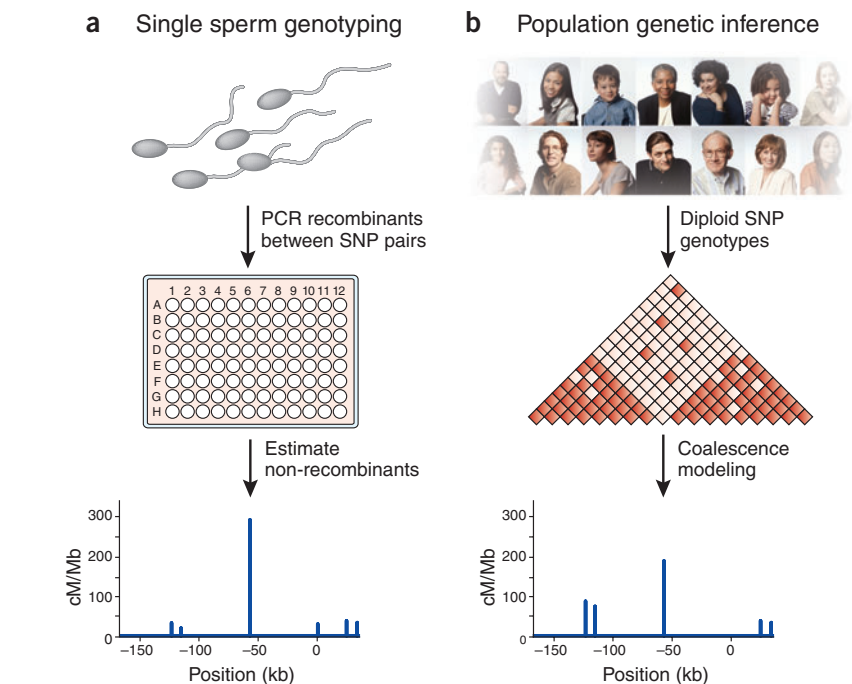 a Single sperm genotyping
PCR recombinants
between SNP pairs
1 2 3 4 5 6 7 8 9 10 11 12
A
B
C
D
E
F
G
H
Estimate
non-recombinants
cM/Mb
300
200
100
0
−150 −100 −50 0
Position (kb)
b Population genetic inference
Diploid SNP
genotypes
Coalescence
modeling
cM/Mb
300
200
100
0
−150 −100 −50 0
Position (kb)